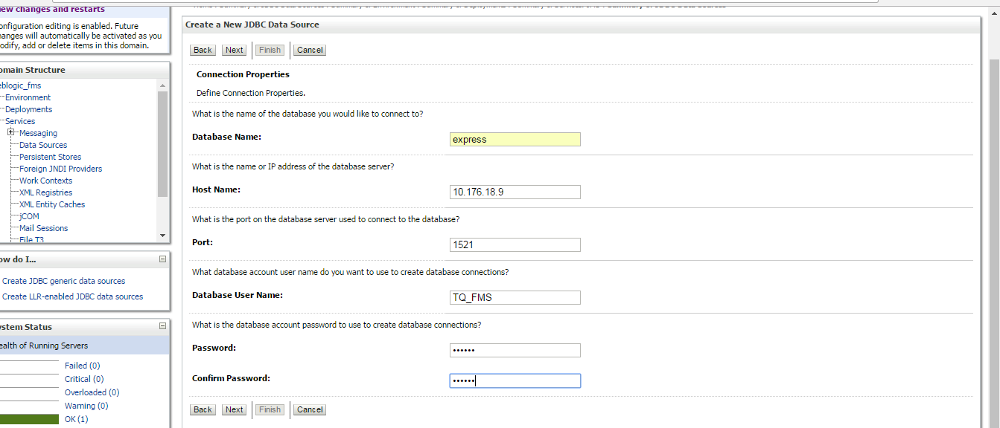 ew changes and restarts
onfiguration editing is enabled. Future
hanges will automatically be activated as you
odify, add or delete items in this domain.
omain Structure
eblogic_fms
Environment
Deployments
Services
Messaging
Data Sources
Persistent Stores
Foreign JNDI Providers
Work Contexts
XML Registries
XML Entity Caches
jCOM
Mail Sessions
File T3
ow do I...
Create JDBC generic data sources
Create LLR-enabled JDBC data sources
ystem Status
ealth of Running Servers
Failed (0)
Critical (0)
Overloaded (0)
Warning (0)
OK (1)
Create a New JDBC Data Source
Back Next Finish Cancel
Connection Properties
Define Connection Properties.
What is the name of the database you would like to connect to?
Database Name: express
What is the name or IP address of the database server?
Host Name: 10.176.18.9
What is the port on the database server used to connect to the database?
Port: 1521
What database account user name do you want to use to create database connections?
Database User Name: TQ_FMS
What is the database account password to use to create database connections?
Password: ••••••
Confirm Password: ••••••
Back Next Finish Cancel